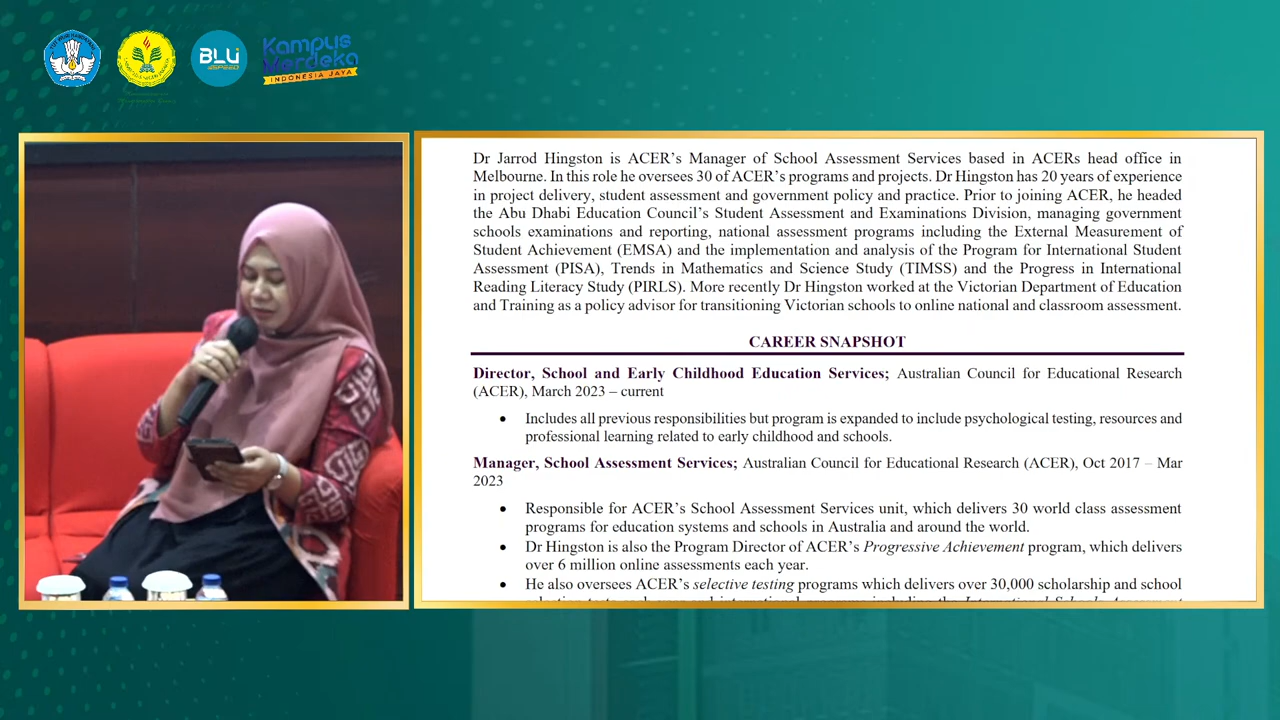 BLU
SPEED
Kampus
Merdeka
INDONESIA JAYA
Dr Jarrod Hingston is ACER’s Manager of School Assessment Services based in ACERs head office in
Melbourne. In this role he oversees 30 of ACER’s programs and projects. Dr Hingston has 20 years of experience
in project delivery, student assessment and government policy and practice. Prior to joining ACER, he headed
the Abu Dhabi Education Council’s Student Assessment and Examinations Division, managing government
schools examinations and reporting, national assessment programs including the External Measurement of
Student Achievement (EMSA) and the implementation and analysis of the Program for International Student
Assessment (PISA), Trends in Mathematics and Science Study (TIMSS) and the Progress in International
Reading Literacy Study (PIRLS). More recently Dr Hingston worked at the Victorian Department of Education
and Training as a policy advisor for transitioning Victorian schools to online national and classroom assessment.
CAREER SNAPSHOT
Director, School and Early Childhood Education Services; Australian Council for Educational Research
(ACER), March 2023 – current
• Includes all previous responsibilities but program is expanded to include psychological testing, resources and
professional learning related to early childhood and schools.
Manager, School Assessment Services; Australian Council for Educational Research (ACER), Oct 2017 – Mar
2023
• Responsible for ACER’s School Assessment Services unit, which delivers 30 world class assessment
programs for education systems and schools in Australia and around the world.
• Dr Hingston is also the Program Director of ACER’s Progressive Achievement program, which delivers
over 6 million online assessments each year.
• He also oversees ACER’s selective testing programs which delivers over 30,000 scholarship and school